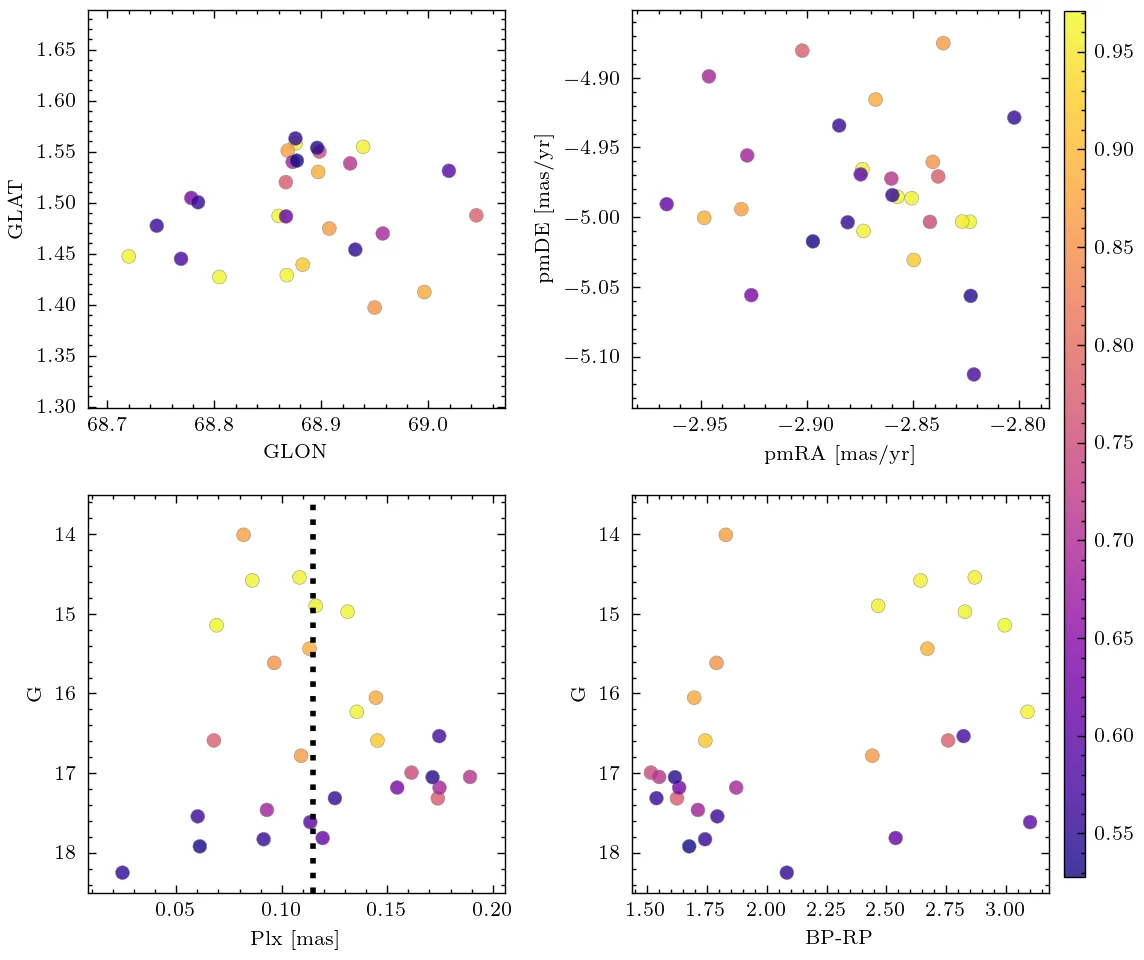 1.65
1.60
1.55
1.50
1.45
1.40
1.35
1.30
GLAT
68.7 68.8 68.9 69.0
GLON
−4.90
−4.95
−5.00
−5.05
−5.10
pmDE [mas/yr]
−2.95 −2.90 −2.85 −2.80
pmRA [mas/yr]
14
15
16
17
18
G
0.05 0.10 0.15 0.20
Plx [mas]
14
15
16
17
18
G
1.50 1.75 2.00 2.25 2.50 2.75 3.00
BP-RP
0.95
0.90
0.85
0.80
0.75
0.70
0.65
0.60
0.55